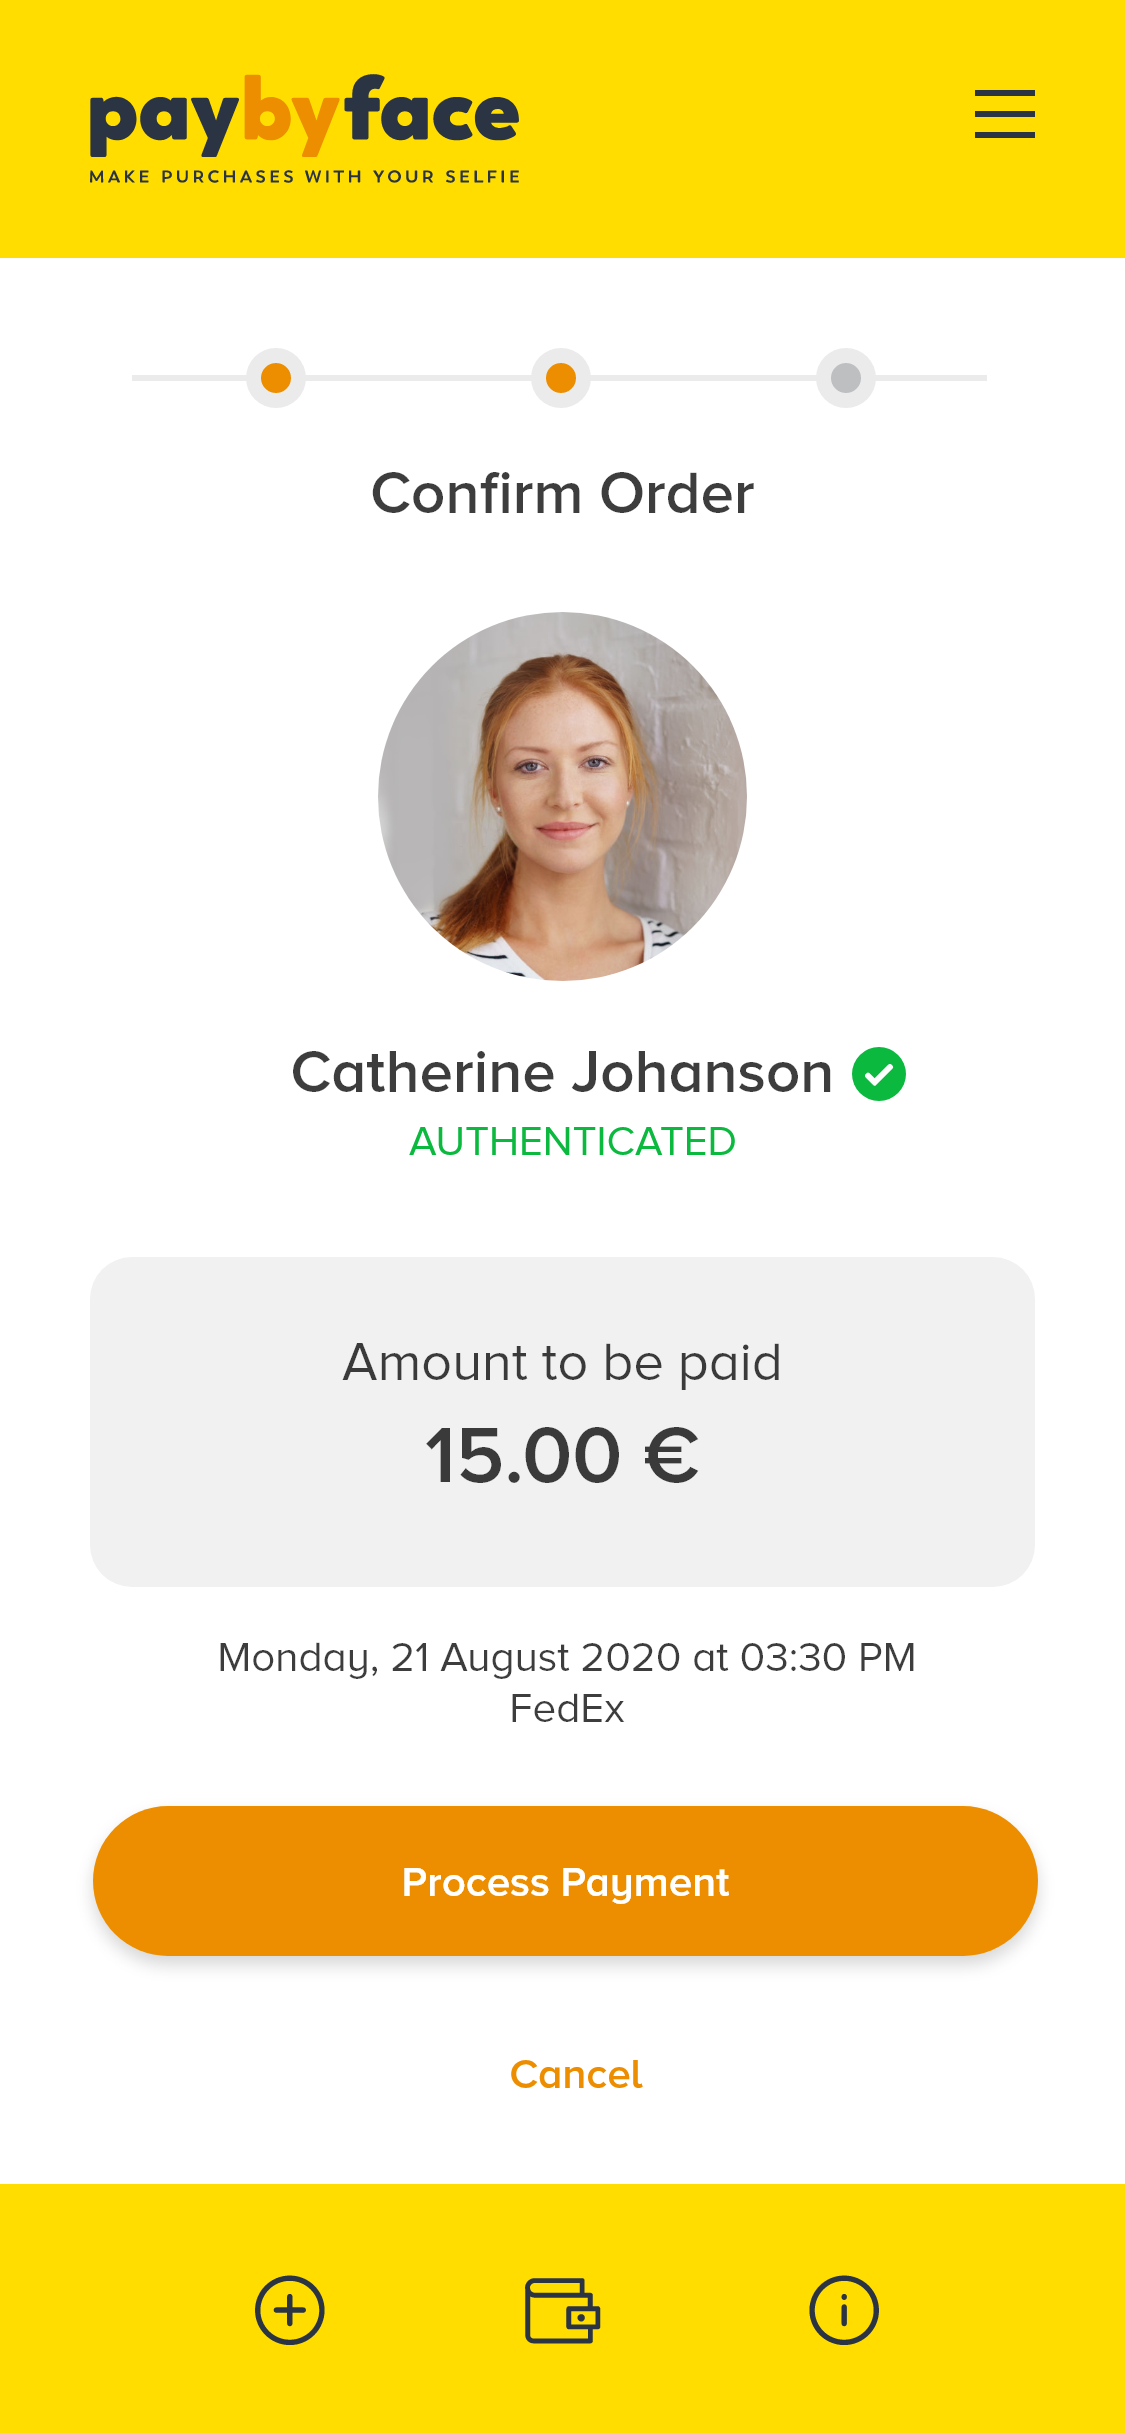 paybyface
MAKE PURCHASES WITH YOUR SELFIE
Confirm Order
Catherine Johanson
AUTHENTICATED
Amount to be paid
15.00 €
Monday, 21 August 2020 at 03:30 PM
FedEx
Process Payment
Cancel